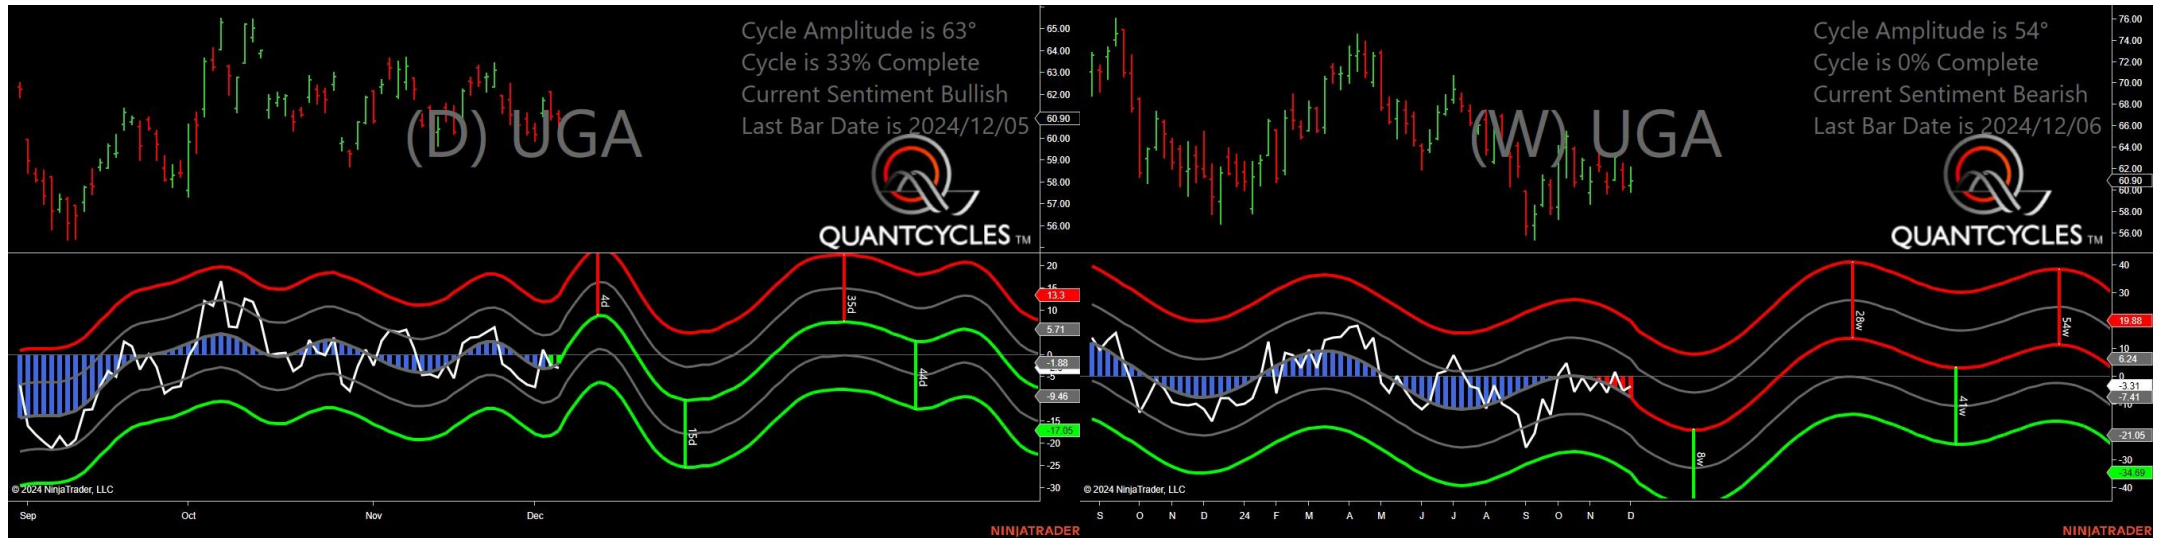 Cycle Amplitude is 63°
Cycle is 33% Complete
Current Sentiment Bullish
Last Bar Date is 2024/12/05
(D) UGA
QUANTCYCLES TM
65.00
64.00
63.00
62.00
60.90
60.00
59.00
58.00
57.00
56.00
20
15
13.3
10
5.71
0
-1.88
-5
-9.46
-15
-17.05
-20
-25
-30
4d
15d
35d
44d
© 2024 NinjaTrader, LLC
Sep Oct Nov Dec
NINJATRADER
Cycle Amplitude is 54°
Cycle is 0% Complete
Current Sentiment Bearish
Last Bar Date is 2024/12/06
(W) UGA
QUANTCYCLES TM
76.00
74.00
72.00
70.00
68.00
66.00
64.00
62.00
60.90
60.00
58.00
56.00
40
30
19.88
10
6.24
0
-3.31
-7.41
-21.05
-30
-34.69
-40
8w
28w
41w
54w
© 2024 NinjaTrader, LLC
S O N D 24 F M A M J J A S O N D
NINJATRADER